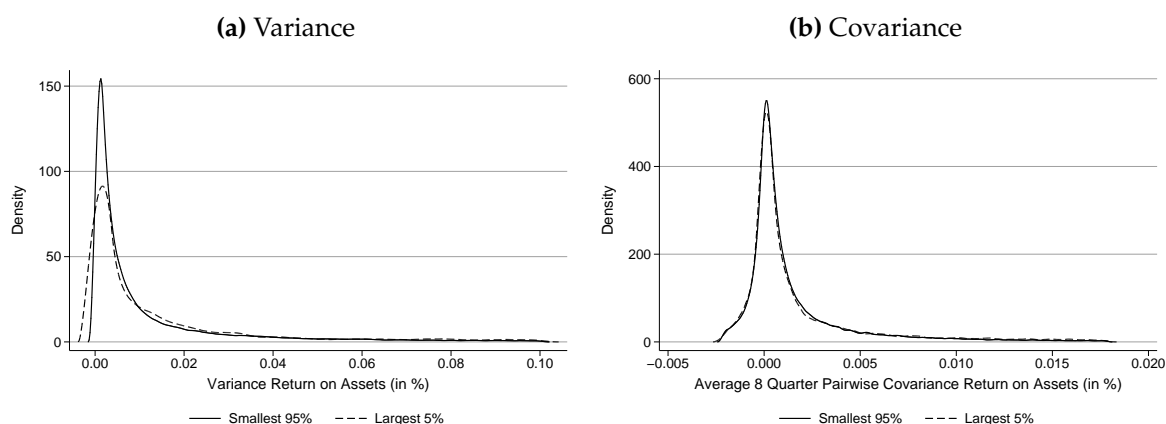 (a) Variance
150
100
50
0
Density
0.00 0.02 0.04 0.06 0.08 0.10
Variance Return on Assets (in %)
Smallest 95% Largest 5%
(b) Covariance
600
400
200
0
Density
−0.005 0.000 0.005 0.010 0.015 0.020
Average 8 Quarter Pairwise Covariance Return on Assets (in %)
Smallest 95% Largest 5%